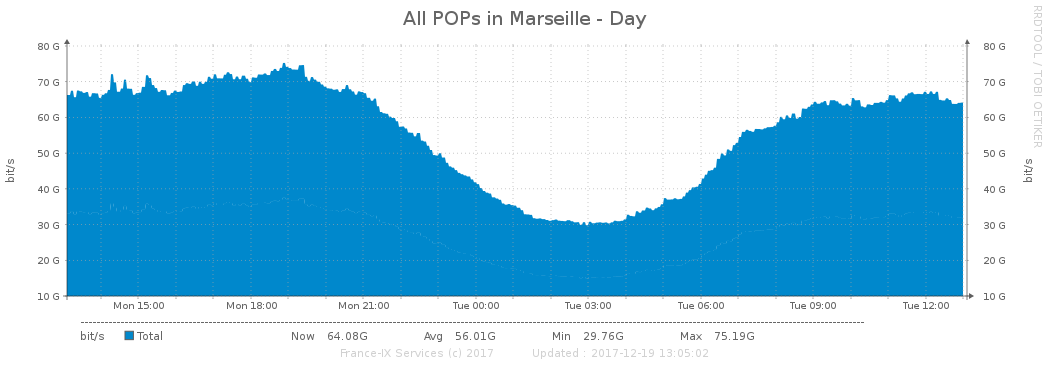 All POPs in Marseille - Day
RRDTOOL / TOBI OETIKER
bit/s
80 G 80 G
70 G 70 G
60 G 60 G
50 G 50 G
40 G 40 G
30 G 30 G
20 G 20 G
10 G 10 G
bit/s
Mon 15:00 Mon 18:00 Mon 21:00 Tue 00:00 Tue 03:00 Tue 06:00 Tue 09:00 Tue 12:00
bit/s Total Now 64.08G Avg 56.01G Min 29.76G Max 75.19G
France-IX Services (c) 2017 Updated : 2017-12-19 13:05:02